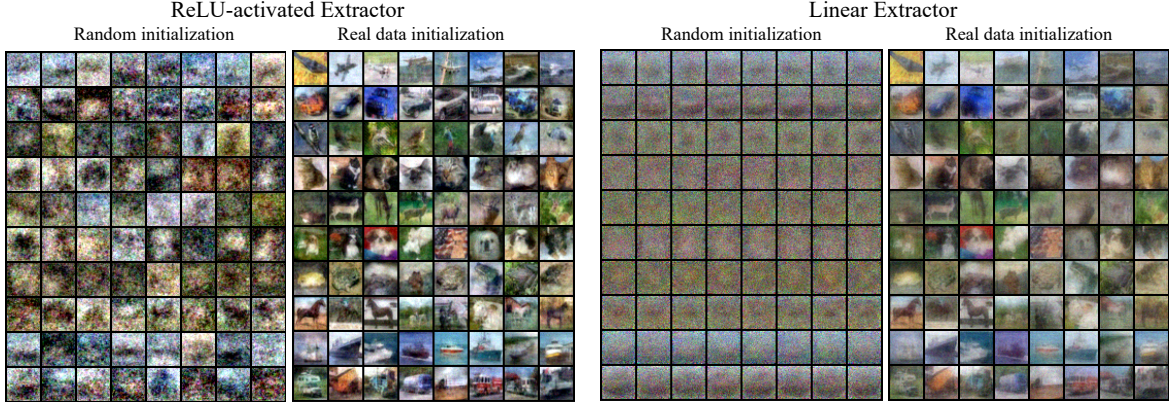 ReLU-activated Extractor
Linear Extractor
Random initialization
Real data initialization
Random initialization
Real data initialization